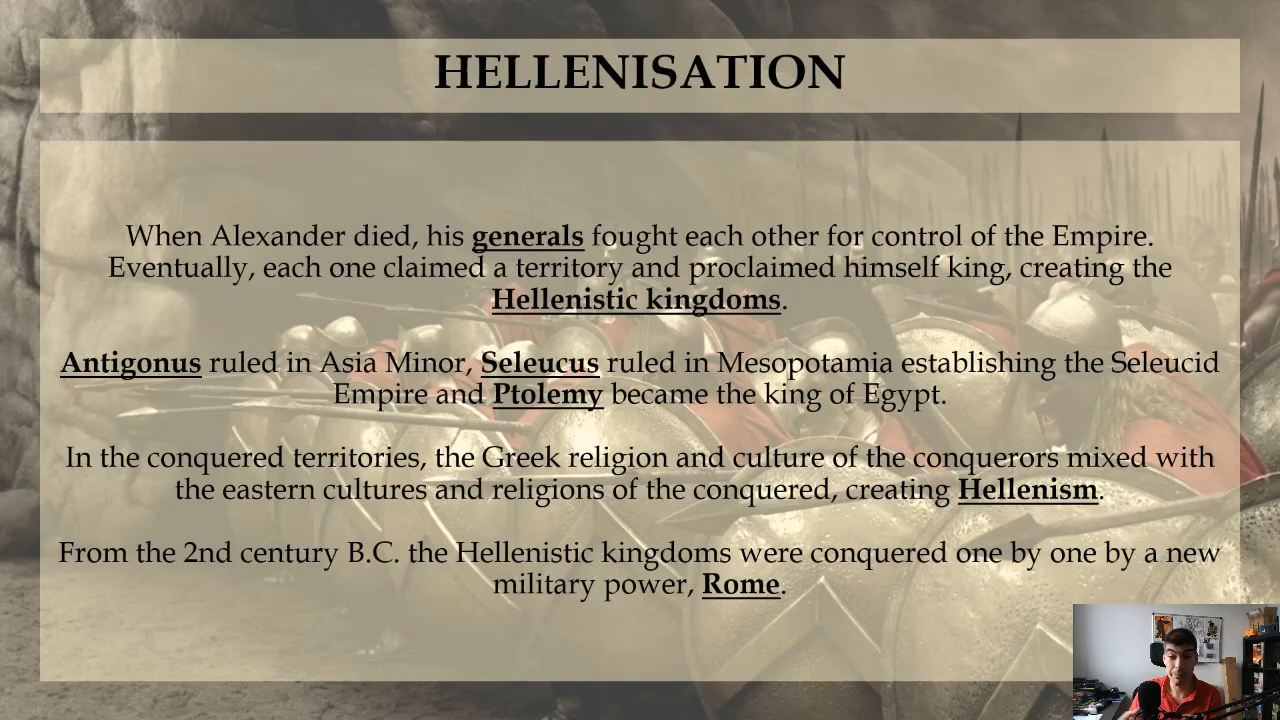 HELLENISATION
When Alexander died, his generals fought each other for control of the Empire.
Eventually, each one claimed a territory and proclaimed himself king, creating the
Hellenistic kingdoms.
Antigonus ruled in Asia Minor, Seleucus ruled in Mesopotamia establishing the Seleucid
Empire and Ptolemy became the king of Egypt.
In the conquered territories, the Greek religion and culture of the conquerors mixed with
the eastern cultures and religions of the conquered, creating Hellenism.
From the 2nd century B.C. the Hellenistic kingdoms were conquered one by one by a new
military power, Rome.